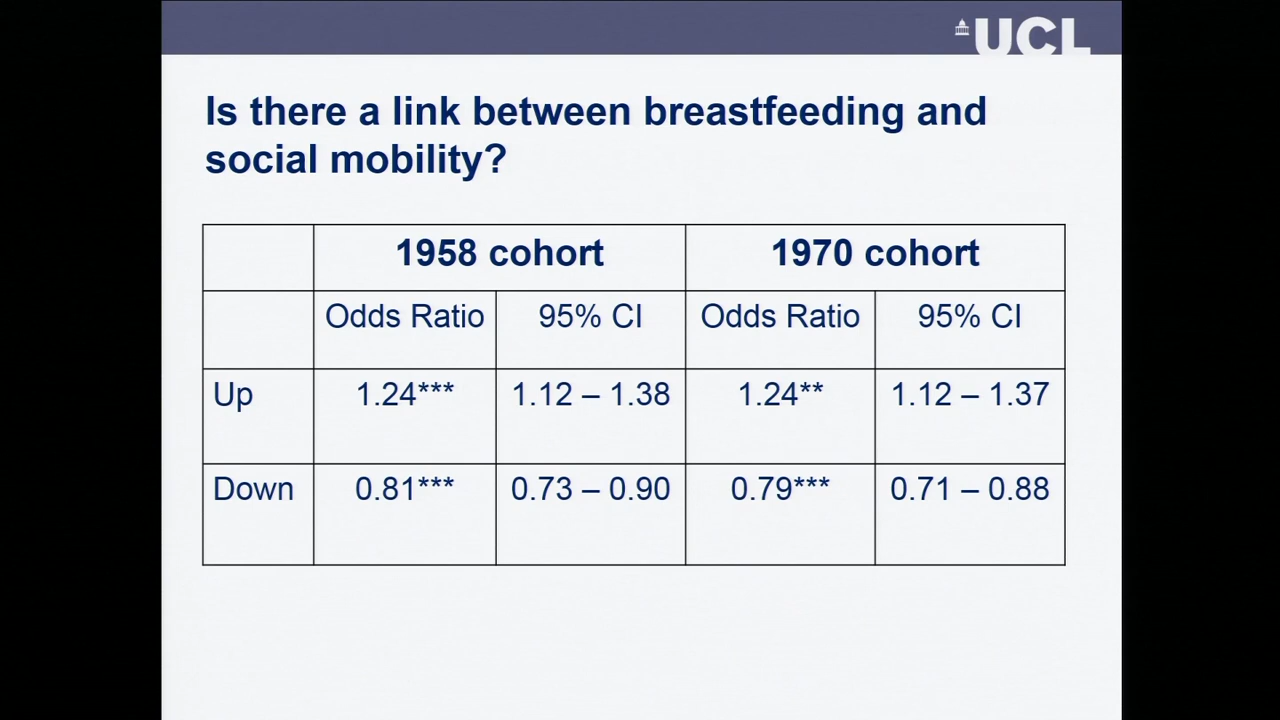 UCL
Is there a link between breastfeeding and
social mobility?
1958 cohort 1970 cohort
Odds Ratio 95% CI Odds Ratio 95% CI
Up 1.24*** 1.12 – 1.38 1.24** 1.12 – 1.37
Down 0.81*** 0.73 – 0.90 0.79*** 0.71 – 0.88